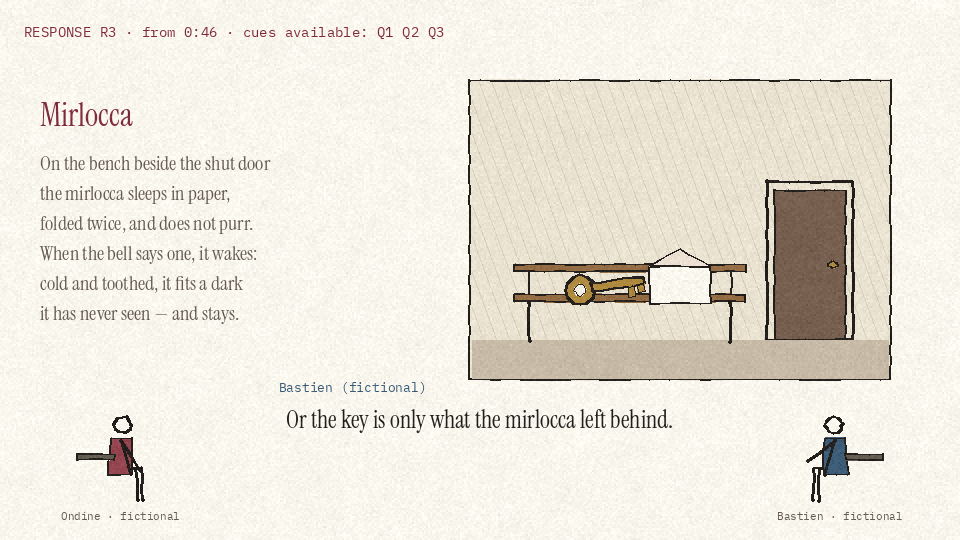 RESPONSE R3 · from 0:46 · cues available: Q1 Q2 Q3
Mirlocca
On the bench beside the shut door
the mirlocca sleeps in paper,
folded twice, and does not purr.
When the bell says one, it wakes:
cold and toothed, it fits a dark
it has never seen — and stays.
Bastien (fictional)
Or the key is only what the mirlocca left behind.
Ondine · fictional
Bastien · fictional